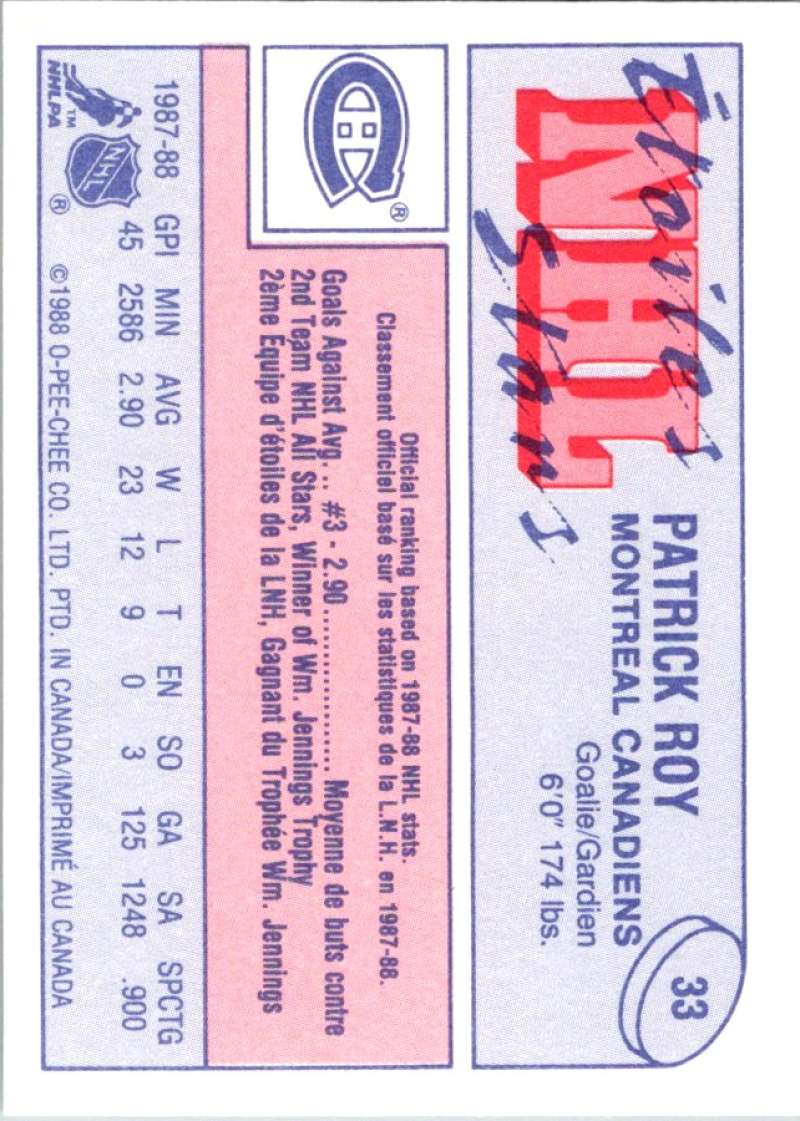 Étoiles
NHL
Stars
PATRICK ROY
MONTREAL CANADIENS
Goalie/Gardien
6'0" 174 lbs.
33
®
Official ranking based on 1987-88 NHL stats.
Classement officiel basé sur les statistiques de la L.N.H. en 1987-88.
Goals Against Avg. .. #3 - 2.90 ................ Moyenne de buts contre
2nd Team NHL All Stars, Winner of Wm. Jennings Trophy
2ème Équipe d'étoiles de la LNH, Gagnant du Trophée Wm. Jennings
1987-88 GPI MIN AVG W L T EN SO GA SA SPCTG
45 2586 2.90 23 12 9 0 3 125 1248 .900
NHLPA TM NHL ®
©1988 O-PEE-CHEE CO. LTD. PTD. IN CANADA/IMPRIMÉ AU CANADA